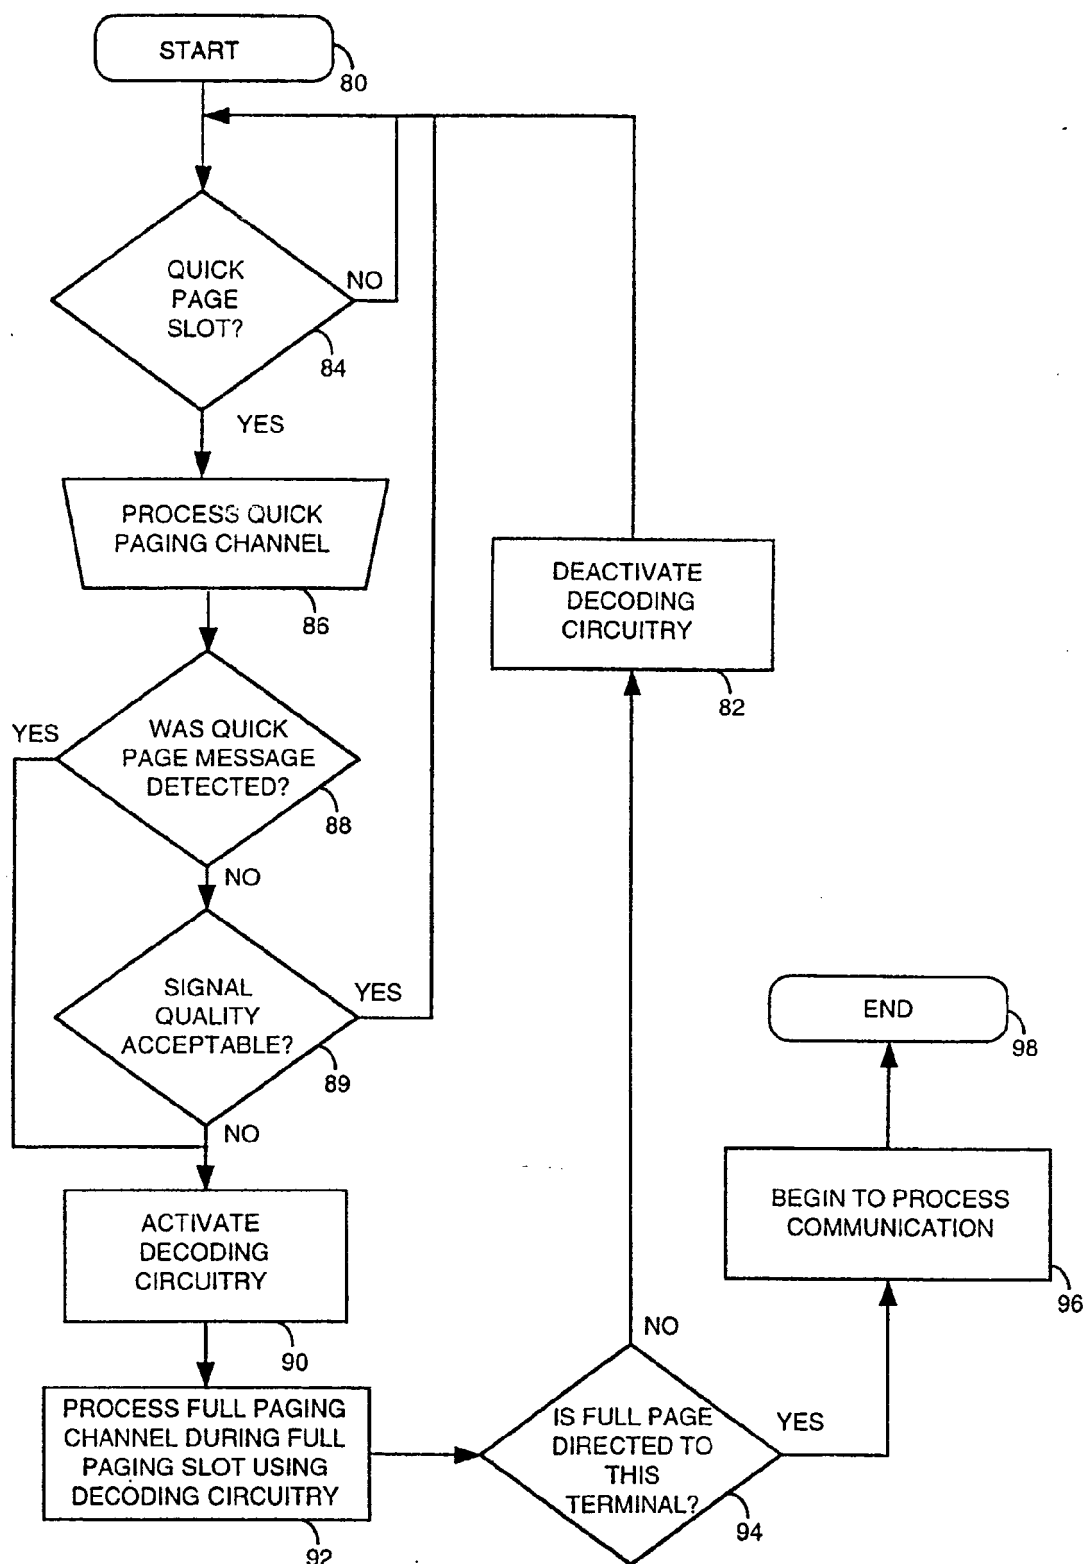 START
80
QUICK
PAGE
SLOT?
NO
84
YES
PROCESS QUICK
PAGING CHANNEL
86
DEACTIVATE
DECODING
CIRCUITRY
82
WAS QUICK
PAGE MESSAGE
DETECTED?
YES
88
NO
SIGNAL
QUALITY
ACCEPTABLE?
YES
89
NO
END
98
ACTIVATE
DECODING
CIRCUITRY
90
BEGIN TO PROCESS
COMMUNICATION
96
PROCESS FULL PAGING
CHANNEL DURING FULL
PAGING SLOT USING
DECODING CIRCUITRY
92
NO
IS FULL PAGE
DIRECTED TO
THIS
TERMINAL?
YES
94